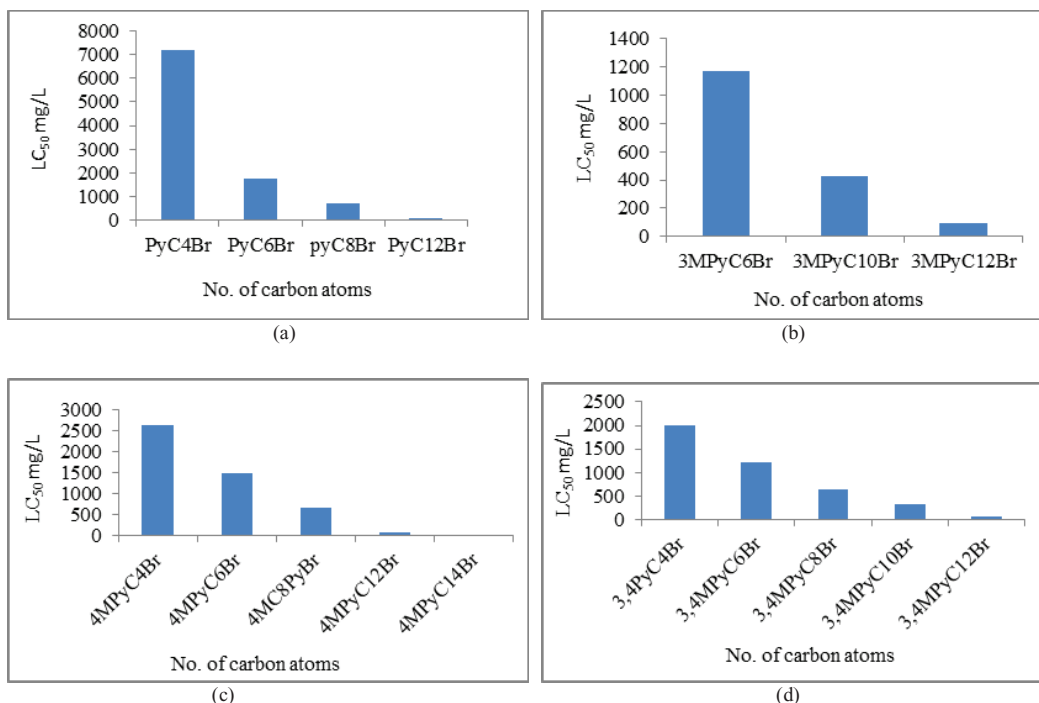 8000
7000
6000
5000
4000
3000
2000
1000
0
LC50 mg/L
PyC4Br PyC6Br pyC8Br PyC12Br
No. of carbon atoms
(a)
1400
1200
1000
800
600
400
200
0
LC50 mg/L
3MPyC6Br 3MPyC10Br 3MPyC12Br
No. of carbon atoms
(b)
3000
2500
2000
1500
1000
500
0
LC50 mg/L
4MPyC4Br 4MPyC6Br 4MC8PyBr 4MPyC12Br 4MPyC14Br
No. of carbon atoms
(c)
2500
2000
1500
1000
500
0
LC50 mg/L
3,4PyC4Br 3,4MPyC6Br 3,4MPyC8Br 3,4MPyC10Br 3,4MPyC12Br
No. of carbon atoms
(d)